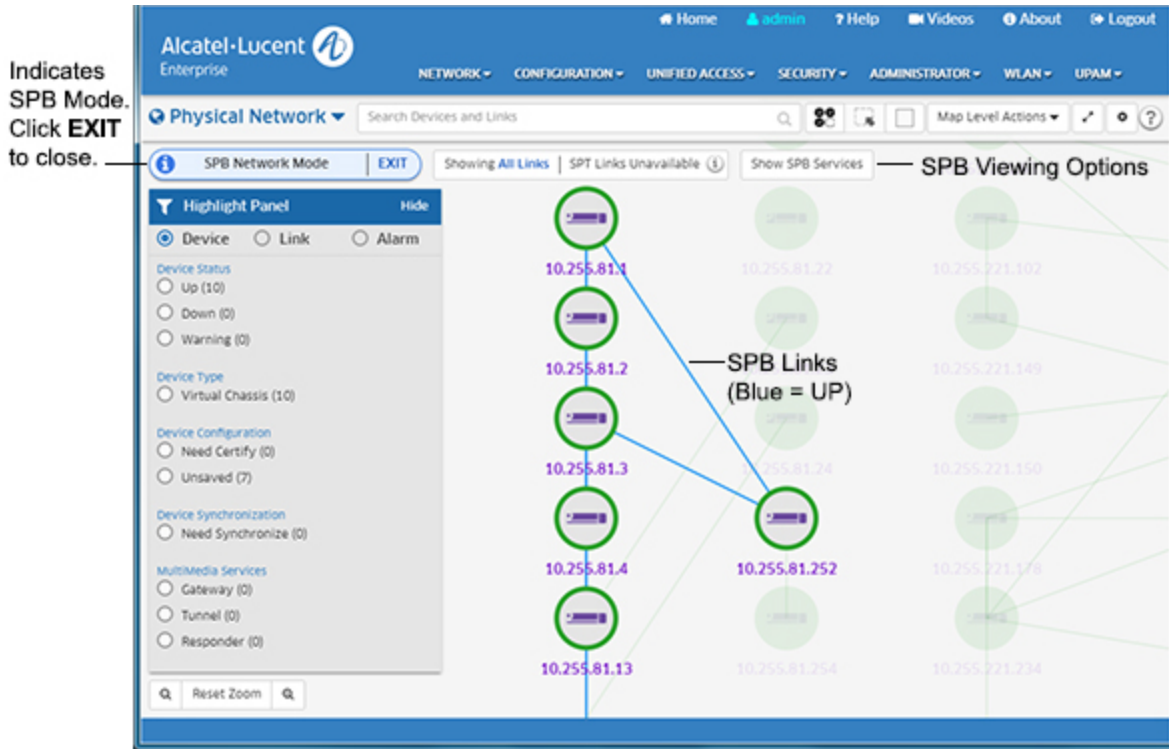 Home admin ? Help Videos About Logout
Alcatel·Lucent
Enterprise
NETWORK CONFIGURATION UNIFIED ACCESS SECURITY ADMINISTRATOR WLAN UPAM
Indicates
SPB Mode.
Click EXIT
to close.
Physical Network Search Devices and Links Map Level Actions ?
SPB Network Mode | EXIT Showing All Links | SPT Links Unavailable Show SPB Services SPB Viewing Options
Highlight Panel Hide
Device Link Alarm
Device Status
Up (10)
Down (0)
Warning (0)
Device Type
Virtual Chassis (10)
Device Configuration
Need Certify (0)
Unsaved (7)
Device Synchronization
Need Synchronize (0)
MultiMedia Services
Gateway (0)
Tunnel (0)
Responder (0)
Reset Zoom
10.255.81.1 10.255.81.22 10.255.221.102
10.255.81.2 10.255.221.149
SPB Links
(Blue = UP)
10.255.81.3 10.255.81.24 10.255.221.150
10.255.81.4 10.255.81.252 10.255.221.178
10.255.81.13 10.255.81.254 10.255.221.234